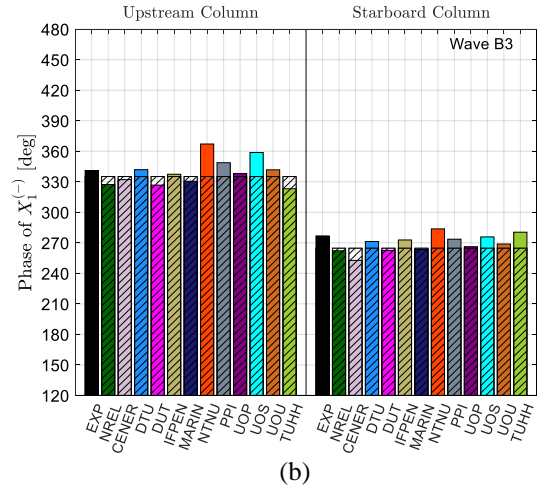 Upstream Column Starboard Column
Wave B3
Phase of X₁⁽⁻⁾ [deg]
480
450
420
390
360
330
300
270
240
210
180
150
120
EXP NREL CENER DTU DUT IFPEN MARIN NTNU PPI UOP UOS UOU TUHH EXP NREL CENER DTU DUT IFPEN MARIN NTNU PPI UOP UOS UOU TUHH
(b)